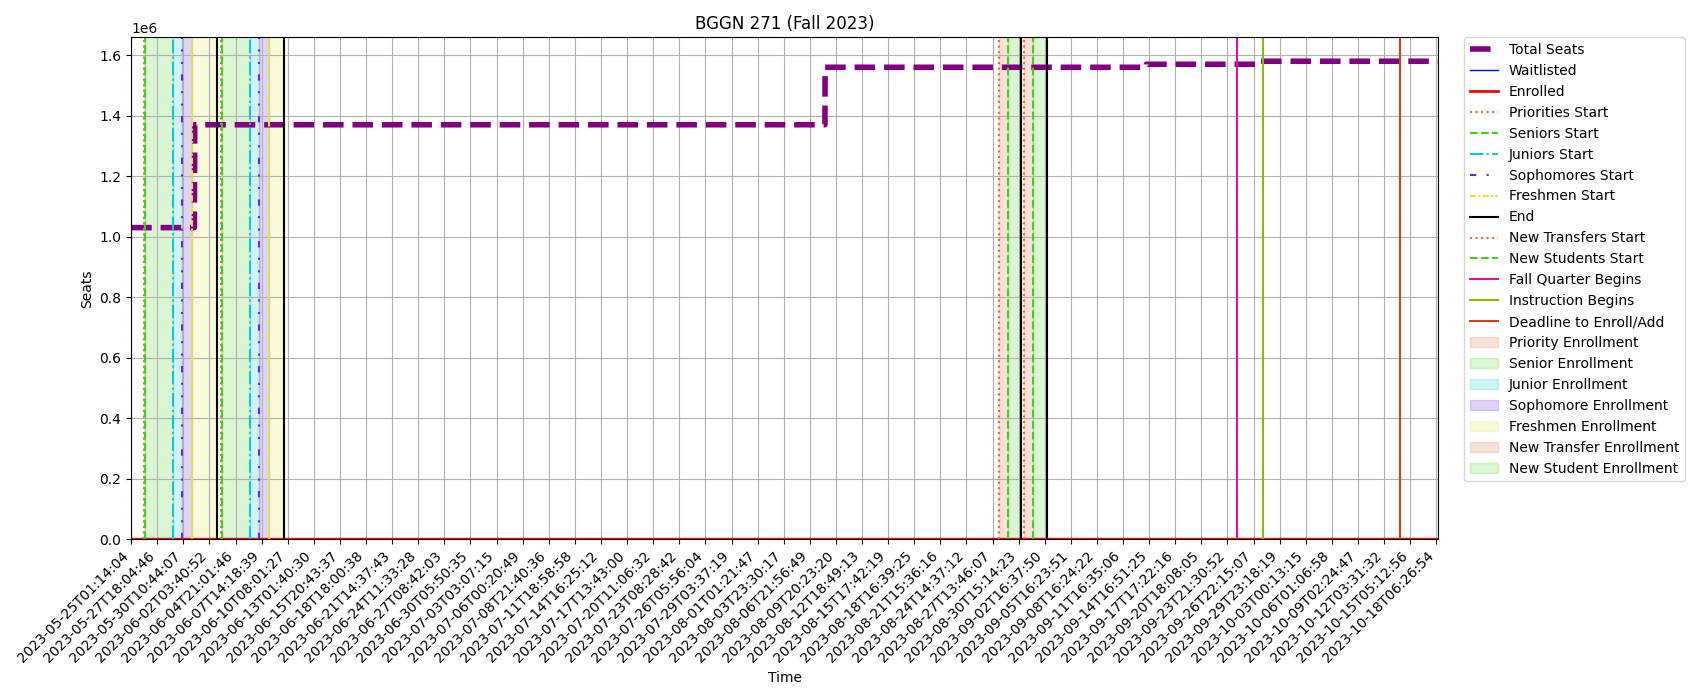 BGGN 271 (Fall 2023)
1e6
1.6
1.4
1.2
1.0
0.8
0.6
0.4
0.2
0.0
Seats
2023-05-25T01:14:04
2023-05-27T18:04:46
2023-05-30T10:44:07
2023-06-02T03:40:52
2023-06-04T21:01:46
2023-06-07T14:18:39
2023-06-10T08:01:27
2023-06-13T01:40:30
2023-06-15T20:43:37
2023-06-18T18:00:38
2023-06-21T14:37:43
2023-06-24T11:33:28
2023-06-27T08:42:03
2023-06-30T05:50:35
2023-07-03T03:07:15
2023-07-06T00:20:49
2023-07-08T21:40:36
2023-07-11T18:58:58
2023-07-14T16:25:12
2023-07-17T13:43:00
2023-07-20T11:06:32
2023-07-23T08:28:42
2023-07-26T05:56:04
2023-07-29T03:37:19
2023-08-01T01:21:47
2023-08-03T23:30:17
2023-08-06T21:56:49
2023-08-09T20:23:20
2023-08-12T18:49:13
2023-08-15T17:42:19
2023-08-18T16:39:25
2023-08-21T15:36:16
2023-08-24T14:37:12
2023-08-27T13:46:07
2023-08-30T15:14:23
2023-09-02T16:37:50
2023-09-05T16:23:51
2023-09-08T16:24:22
2023-09-11T16:35:06
2023-09-14T16:51:25
2023-09-17T17:22:16
2023-09-20T18:08:05
2023-09-23T21:30:52
2023-09-26T22:15:07
2023-09-29T23:18:19
2023-10-03T00:13:15
2023-10-06T01:06:58
2023-10-09T02:24:47
2023-10-12T03:31:32
2023-10-15T05:12:56
2023-10-18T06:26:54
Time
Total Seats
Waitlisted
Enrolled
Priorities Start
Seniors Start
Juniors Start
Sophomores Start
Freshmen Start
End
New Transfers Start
New Students Start
Fall Quarter Begins
Instruction Begins
Deadline to Enroll/Add
Priority Enrollment
Senior Enrollment
Junior Enrollment
Sophomore Enrollment
Freshmen Enrollment
New Transfer Enrollment
New Student Enrollment